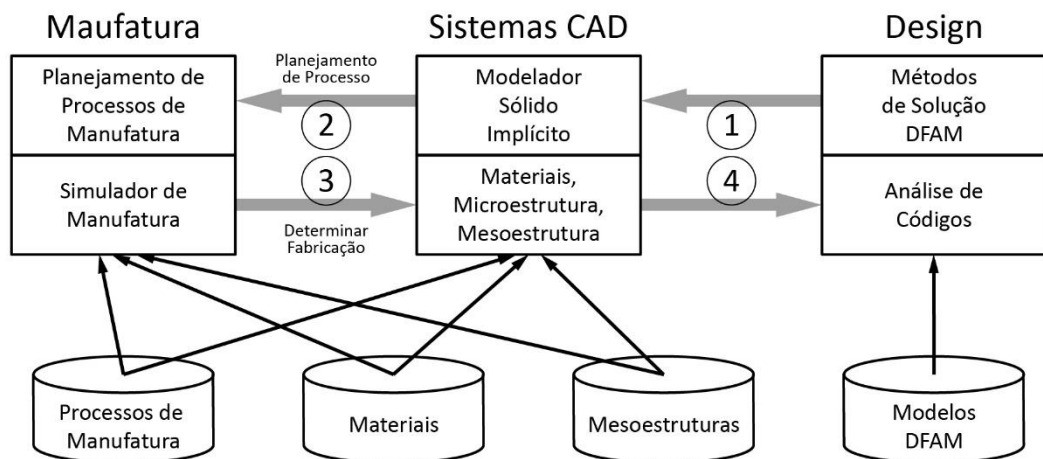 Maufatura
Sistemas CAD
Design
Planejamento de
Processos de
Manufatura
Planejamento
de Processo
Modelador
Sólido
Implícito
Métodos
de Solução
DFAM
2
1
3
4
Simulador de
Manufatura
Determinar
Fabricação
Materiais,
Microestrutura,
Mesoestrutura
Análise de
Códigos
Processos de
Manufatura
Materiais
Mesoestruturas
Modelos
DFAM